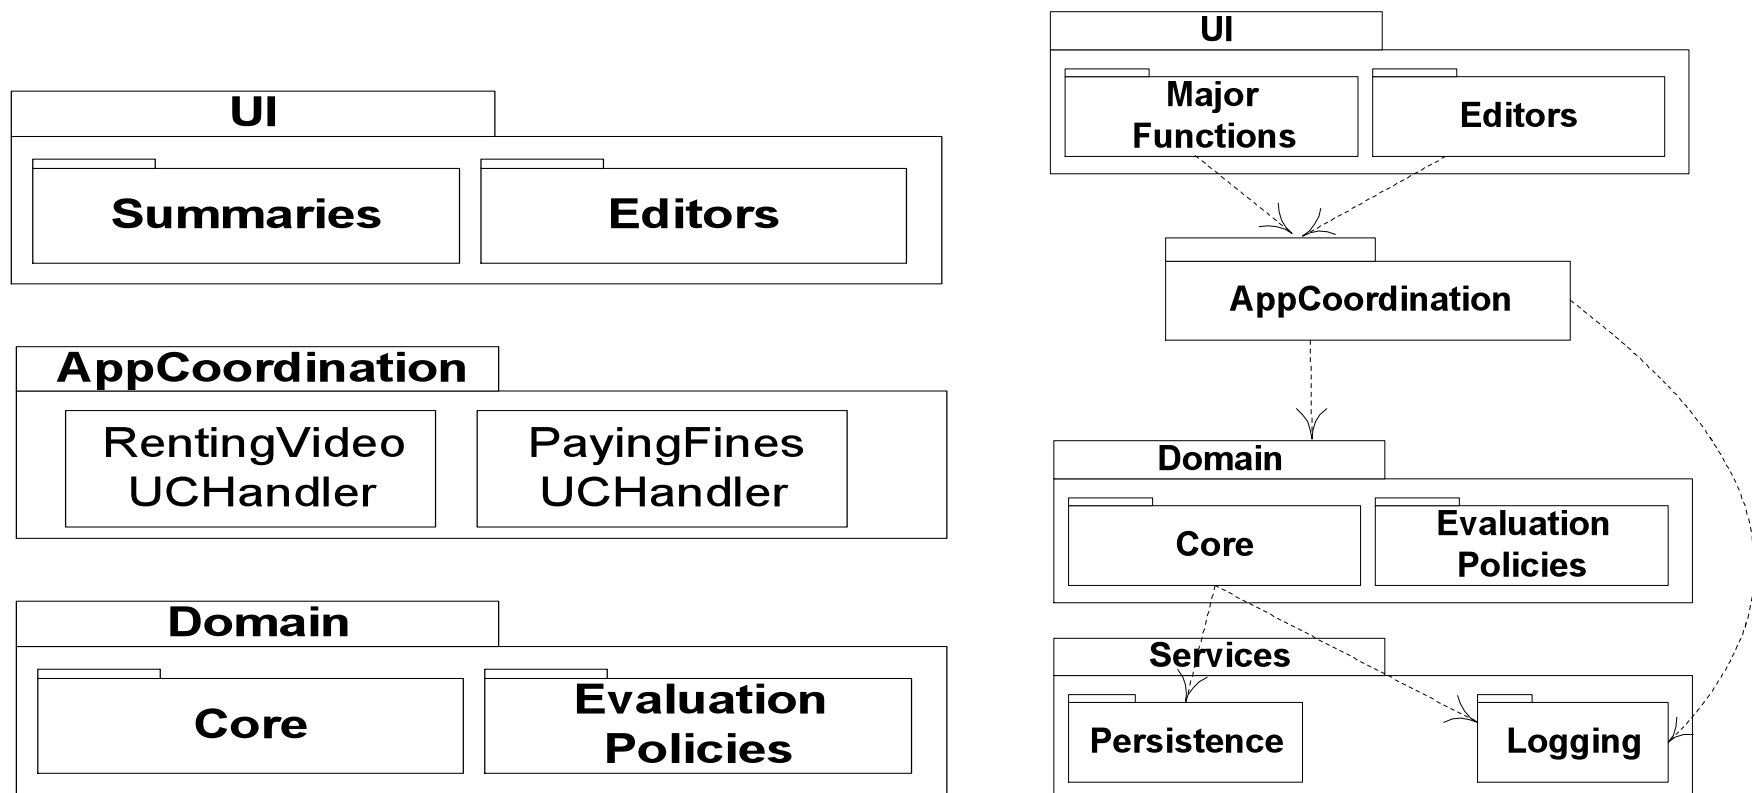 UI
Summaries
Editors
AppCoordination
RentingVideo
UCHandler
PayingFines
UCHandler
Domain
Core
Evaluation
Policies
UI
Major
Functions
Editors
AppCoordination
Domain
Core
Evaluation
Policies
Services
Persistence
Logging